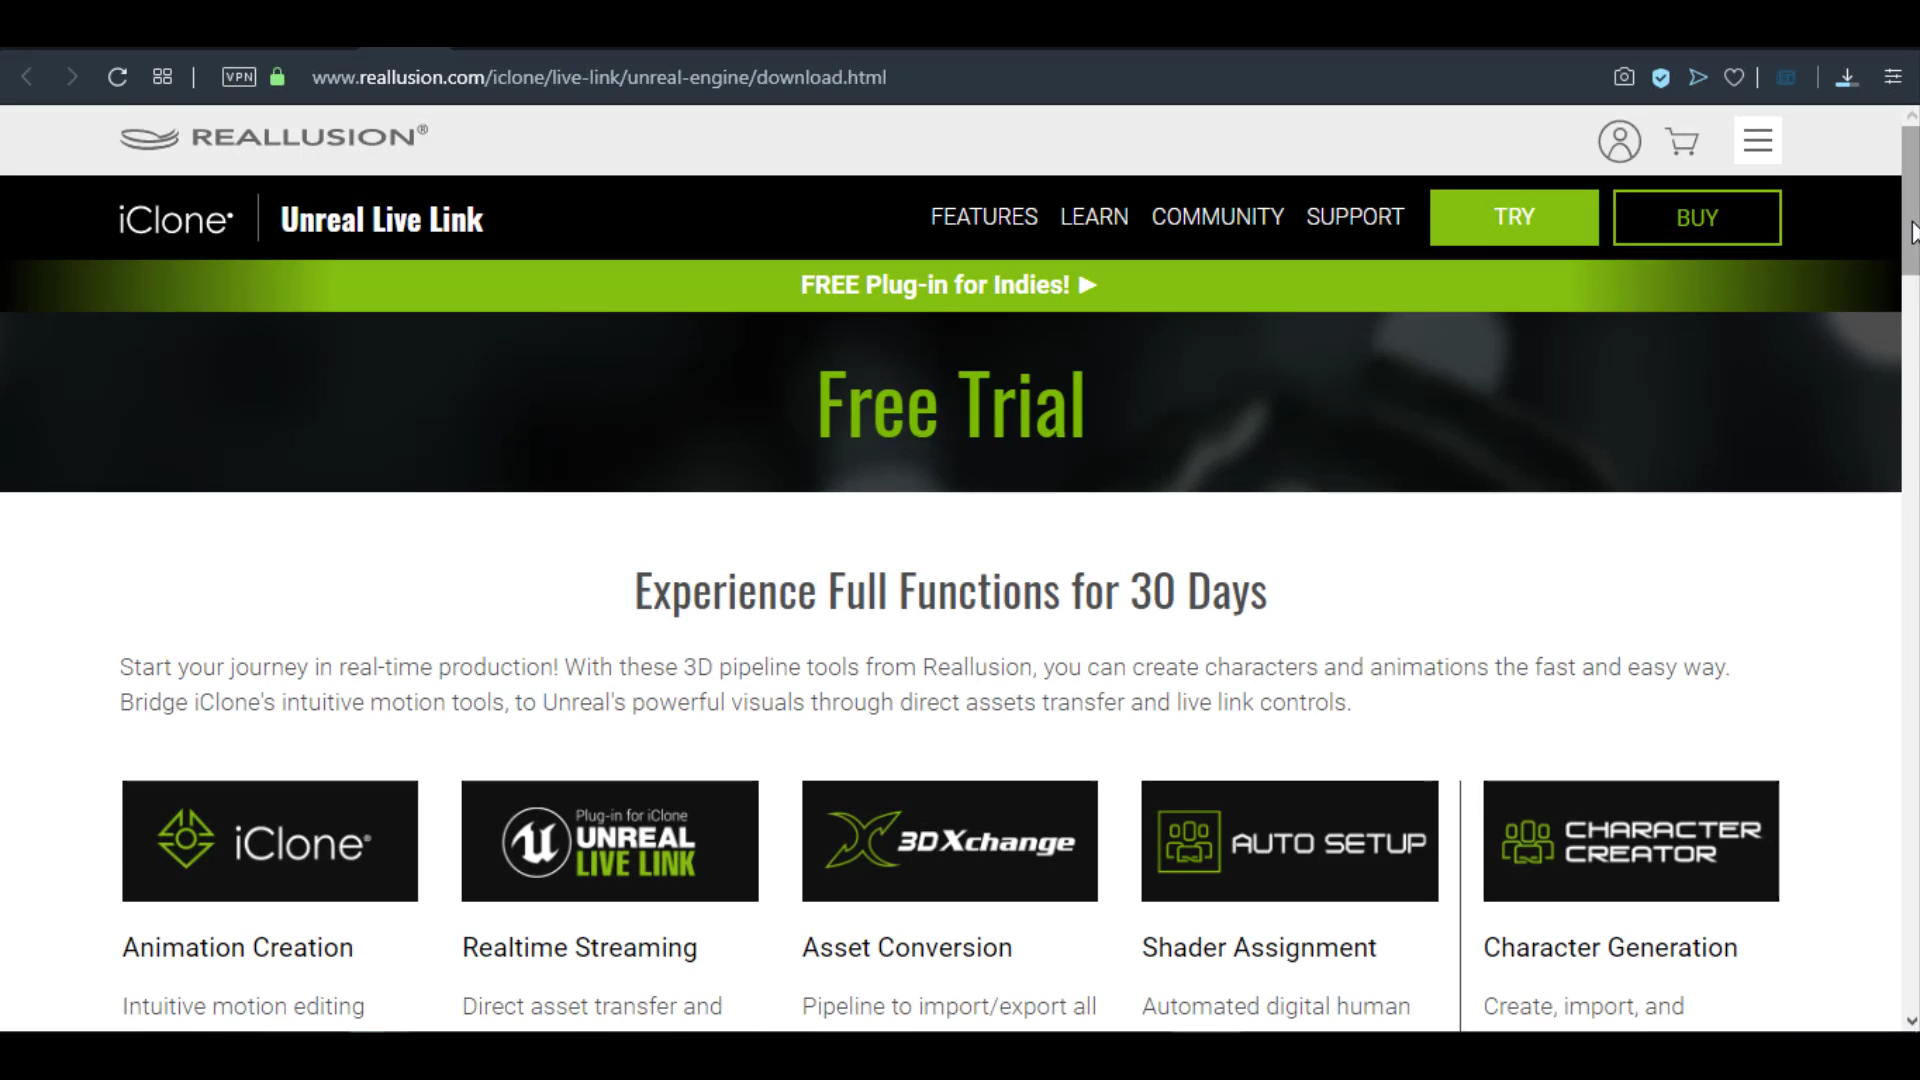 VPN
www.reallusion.com/iclone/live-link/unreal-engine/download.html
REALLUSION®
iClone
Unreal Live Link
FEATURES
LEARN
COMMUNITY
SUPPORT
TRY
BUY
FREE Plug-in for Indies! ►
Free Trial
Experience Full Functions for 30 Days
Start your journey in real-time production! With these 3D pipeline tools from Reallusion, you can create characters and animations the fast and easy way.
Bridge iClone's intuitive motion tools, to Unreal's powerful visuals through direct assets transfer and live link controls.
iClone®
Plug-in for iClone
UNREAL
LIVE LINK
3DXchange
AUTO SETUP
CHARACTER
CREATOR
Animation Creation
Realtime Streaming
Asset Conversion
Shader Assignment
Character Generation
Intuitive motion editing
Direct asset transfer and
Pipeline to import/export all
Automated digital human
Create, import, and